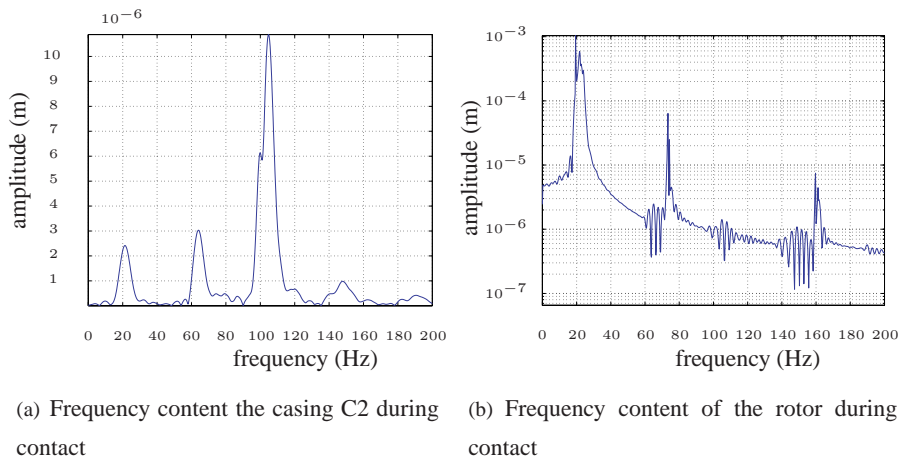 10⁻⁶
10
9
8
7
6
5
4
3
2
1
amplitude (m)
0 20 40 60 80 100 120 140 160 180 200
frequency (Hz)
10⁻³
10⁻⁴
10⁻⁵
10⁻⁶
10⁻⁷
amplitude (m)
0 20 40 60 80 100 120 140 160 180 200
frequency (Hz)
(a) Frequency content the casing C2 during
contact
(b) Frequency content of the rotor during
contact